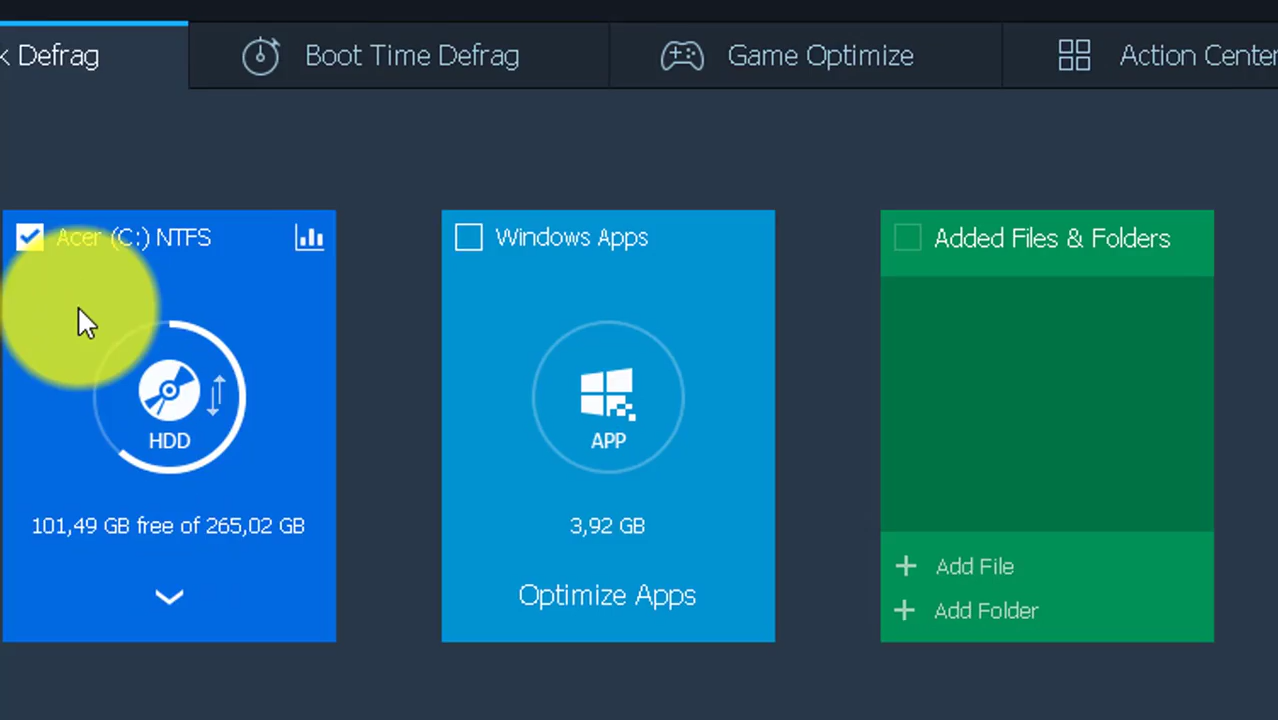 k Defrag
Boot Time Defrag
Game Optimize
Action Center
Acer (C:) NTFS
Windows Apps
Added Files & Folders
HDD
APP
101,49 GB free of 265,02 GB
3,92 GB
Optimize Apps
Add File
Add Folder